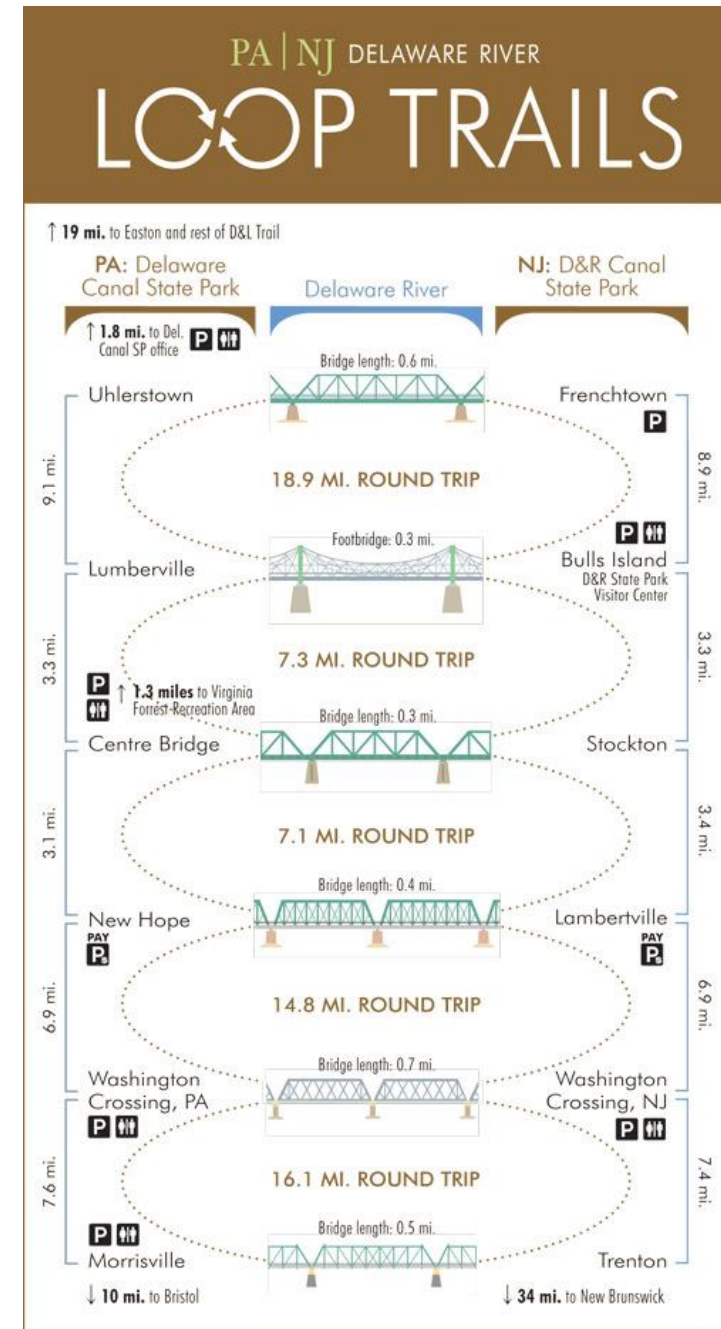 PA | NJ DELAWARE RIVER
LOOP TRAILS
↑ 19 mi. to Easton and rest of D&L Trail
PA: Delaware
Canal State Park
Delaware River
NJ: D&R Canal
State Park
↑ 1.8 mi. to Del.
Canal SP office
P
Bridge length: 0.6 mi.
Uhlerstown
Frenchtown
P
9.1 mi.
18.9 MI. ROUND TRIP
8.9 mi.
Footbridge: 0.3 mi.
P
Lumberville
Bulls Island
D&R State Park
Visitor Center
3.3 mi.
7.3 MI. ROUND TRIP
3.3 mi.
P
↑ 1.3 miles to Virginia
Forrest Recreation Area
Bridge length: 0.3 mi.
Centre Bridge
Stockton
3.1 mi.
7.1 MI. ROUND TRIP
3.4 mi.
Bridge length: 0.4 mi.
New Hope
PAY
P$
Lambertville
PAY
P$
6.9 mi.
14.8 MI. ROUND TRIP
6.9 mi.
Bridge length: 0.7 mi.
Washington
Crossing, PA
P
Washington
Crossing, NJ
P
7.6 mi.
16.1 MI. ROUND TRIP
7.4 mi.
Bridge length: 0.5 mi.
P
Morrisville
Trenton
↓ 10 mi. to Bristol
↓ 34 mi. to New Brunswick